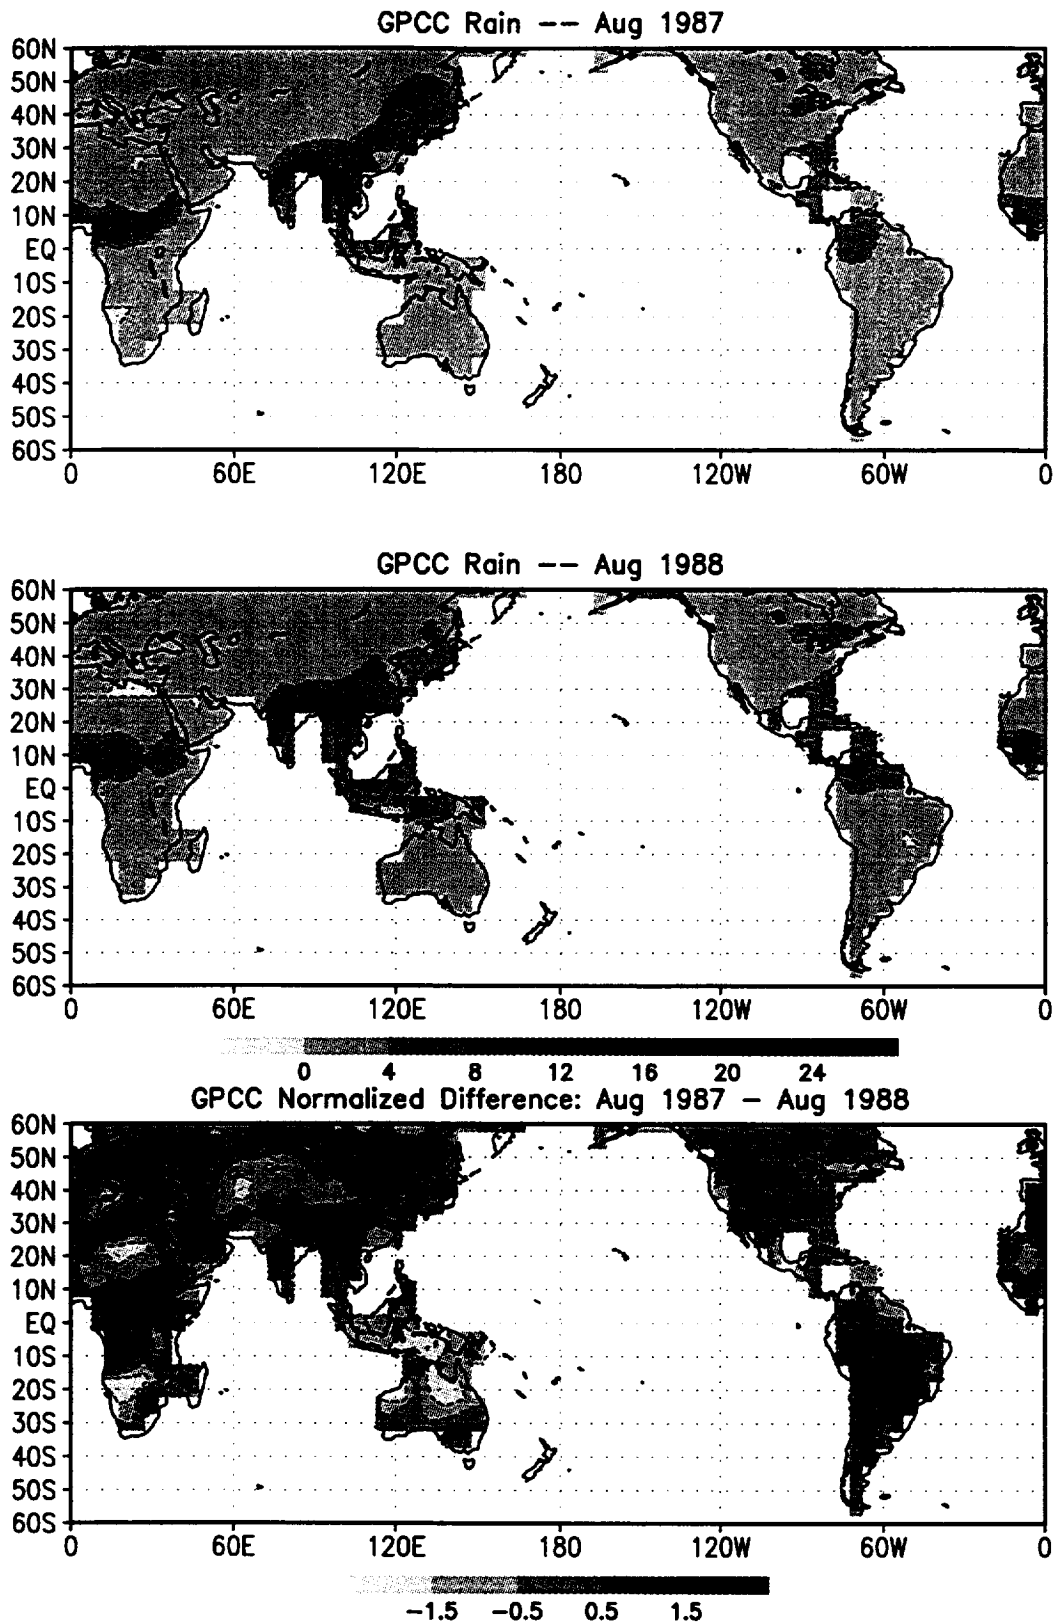 GPCC Rain -- Aug 1987
60N
50N
40N
30N
20N
10N
EQ
10S
20S
30S
40S
50S
60S
0 60E 120E 180 120W 60W 0
GPCC Rain -- Aug 1988
60N
50N
40N
30N
20N
10N
EQ
10S
20S
30S
40S
50S
60S
0 60E 120E 180 120W 60W 0
0 4 8 12 16 20 24
GPCC Normalized Difference: Aug 1987 - Aug 1988
60N
50N
40N
30N
20N
10N
EQ
10S
20S
30S
40S
50S
60S
0 60E 120E 180 120W 60W 0
-1.5 -0.5 0.5 1.5